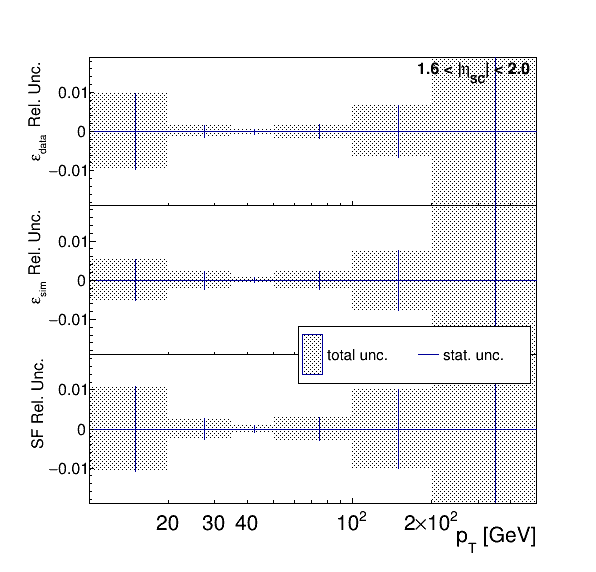 1.6 < |η_sc| < 2.0
ε_data Rel. Unc.
0.01
0
−0.01
ε_sim Rel. Unc.
0.01
0
−0.01
total unc.
stat. unc.
SF Rel. Unc.
0.01
0
−0.01
20 30 40 10² 2×10²
p_T [GeV]